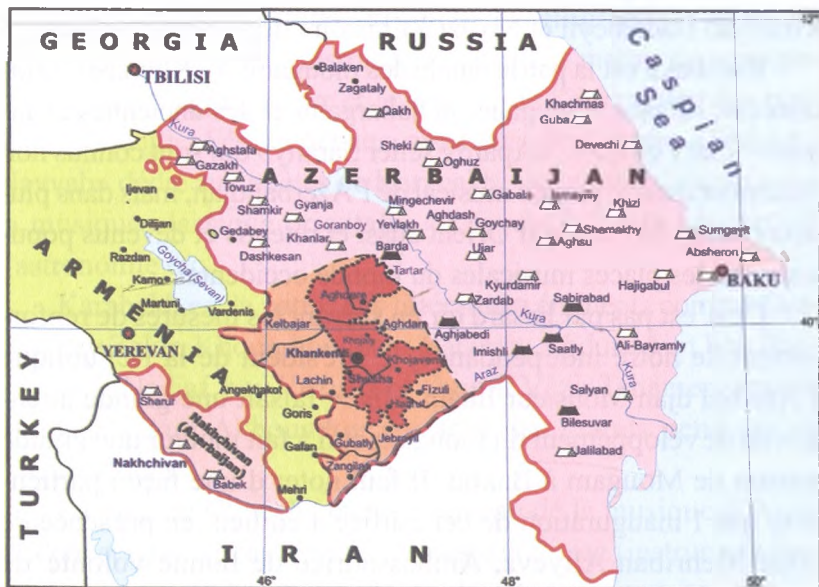 GEORGIA
RUSSIA
Caspian Sea
TBILISI
Balaken
Zagataly
Qakh
Khachmas
Guba
Kura
Aghstafa
Sheki
Oghuz
Devechi
Gazakh
AZERBAIJAN
Ijevan
Tovuz
Shamkir
Gyanja
Mingechevir
Gabala
Ismayilly
Khizi
Dilijan
Gedabey
Goranboy
Yevlakh
Aghdash
Goychay
Shemakhy
Sumgarit
ARMENIA
Razdan
Goycha (Sevan)
Dashkesan
Khanlar
Barda
Ujar
Aghsu
Absheron
Kamo
Tartar
Kyurdamir
Hajigabul
BAKU
Martuni
Vardenis
Aghdere
Zardab
Sabirabad
40°
YEREVAN
Kelbajar
Aghdam
Aghjabedi
Kura
40°
Khojaly
Imishli
Saatly
Ali-Bayramly
Khankendi
Khojavend
Lachin
Shusha
Araz
Angekhakot
Fizuli
Salyan
Kura
Sharur
Goris
Hadrut
Bilesuvar
Nakhchivan
(Azerbaijan)
Gubatly
Jebrayil
Nakhchivan
Gafan
Jalilabad
Babek
Zangilan
Mehri
TURKEY
IRAN
46°
48°
50°